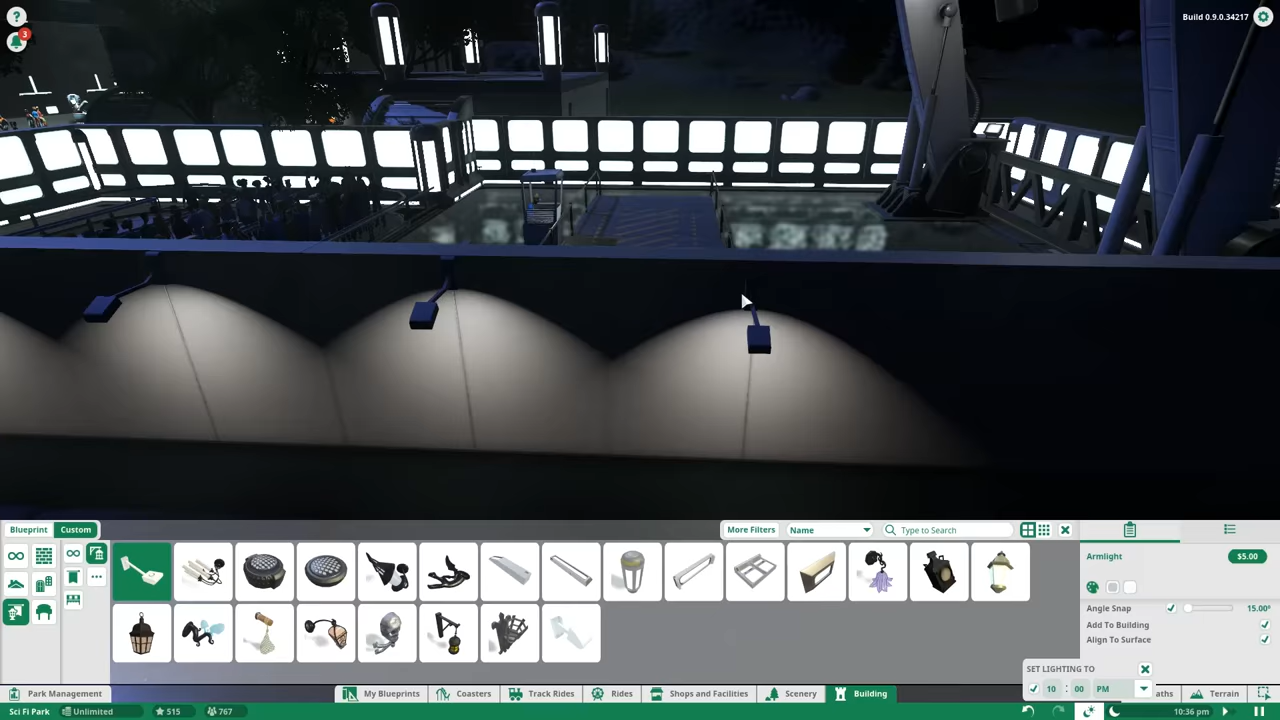 ?
3
Build 0.9.0.34217
Blueprint Custom More Filters Name Type to Search
Armlight $5.00
Angle Snap 15.00°
Add To Building
Align To Surface
SET LIGHTING TO
10 : 00 PM
Park Management My Blueprints Coasters Track Rides Rides Shops and Facilities Scenery Building aths Terrain
Sci Fi Park Unlimited 515 767 10:36 pm